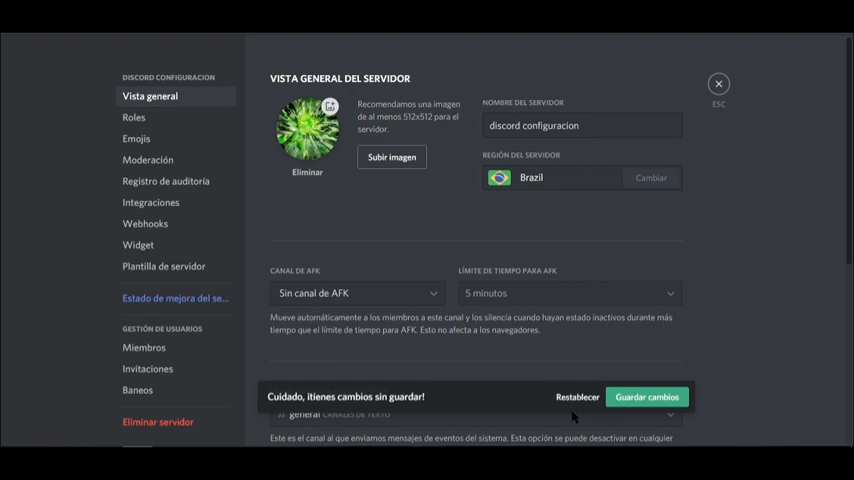 DISCORD CONFIGURACION
Vista general
Roles
Emojis
Moderación
Registro de auditoría
Integraciones
Webhooks
Widget
Plantilla de servidor
Estado de mejora del se...
GESTIÓN DE USUARIOS
Miembros
Invitaciones
Baneos
Eliminar servidor
VISTA GENERAL DEL SERVIDOR
Eliminar
Recomendamos una imagen
de al menos 512x512 para el
servidor.
Subir imagen
NOMBRE DEL SERVIDOR
discord configuracion
REGIÓN DEL SERVIDOR
Brazil
Cambiar
ESC
CANAL DE AFK
Sin canal de AFK
LÍMITE DE TIEMPO PARA AFK
5 minutos
Mueve automáticamente a los miembros a este canal y los silencia cuando hayan estado inactivos durante más
tiempo que el límite de tiempo para AFK. Esto no afecta a los navegadores.
Cuidado, ¡tienes cambios sin guardar!
Restablecer
Guardar cambios
general CANALES DE TEXTO
Este es el canal al que enviamos mensajes de eventos del sistema. Esta opción se puede desactivar en cualquier